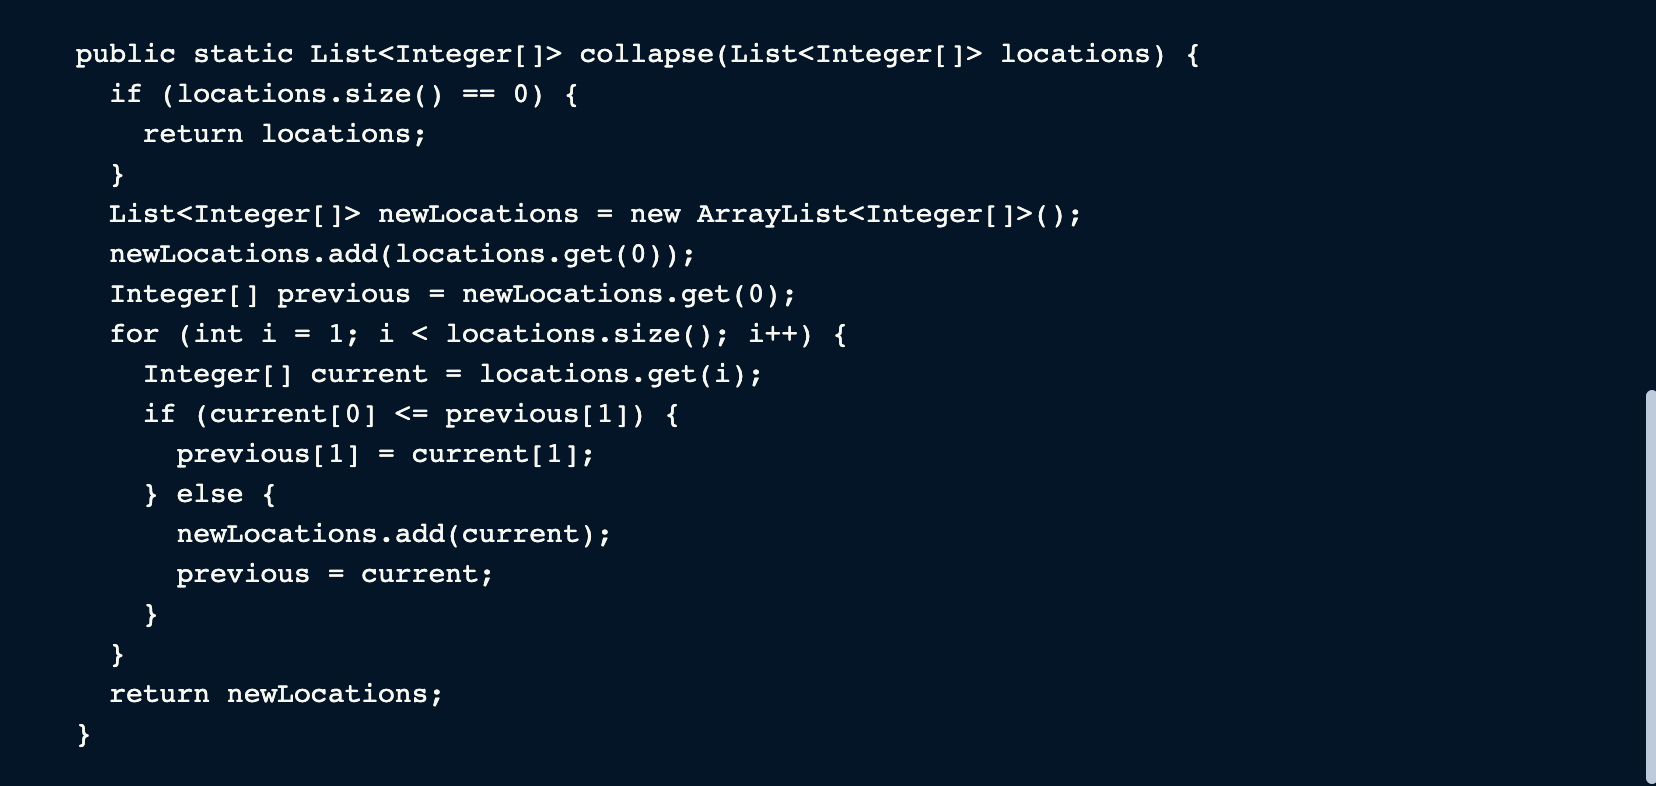 public static List<Integer[]> collapse(List<Integer[]> locations) {
  if (locations.size() == 0) {
    return locations;
  }
  List<Integer[]> newLocations = new ArrayList<Integer[]>();
  newLocations.add(locations.get(0));
  Integer[] previous = newLocations.get(0);
  for (int i = 1; i < locations.size(); i++) {
    Integer[] current = locations.get(i);
    if (current[0] <= previous[1]) {
      previous[1] = current[1];
    } else {
      newLocations.add(current);
      previous = current;
    }
  }
  return newLocations;
}